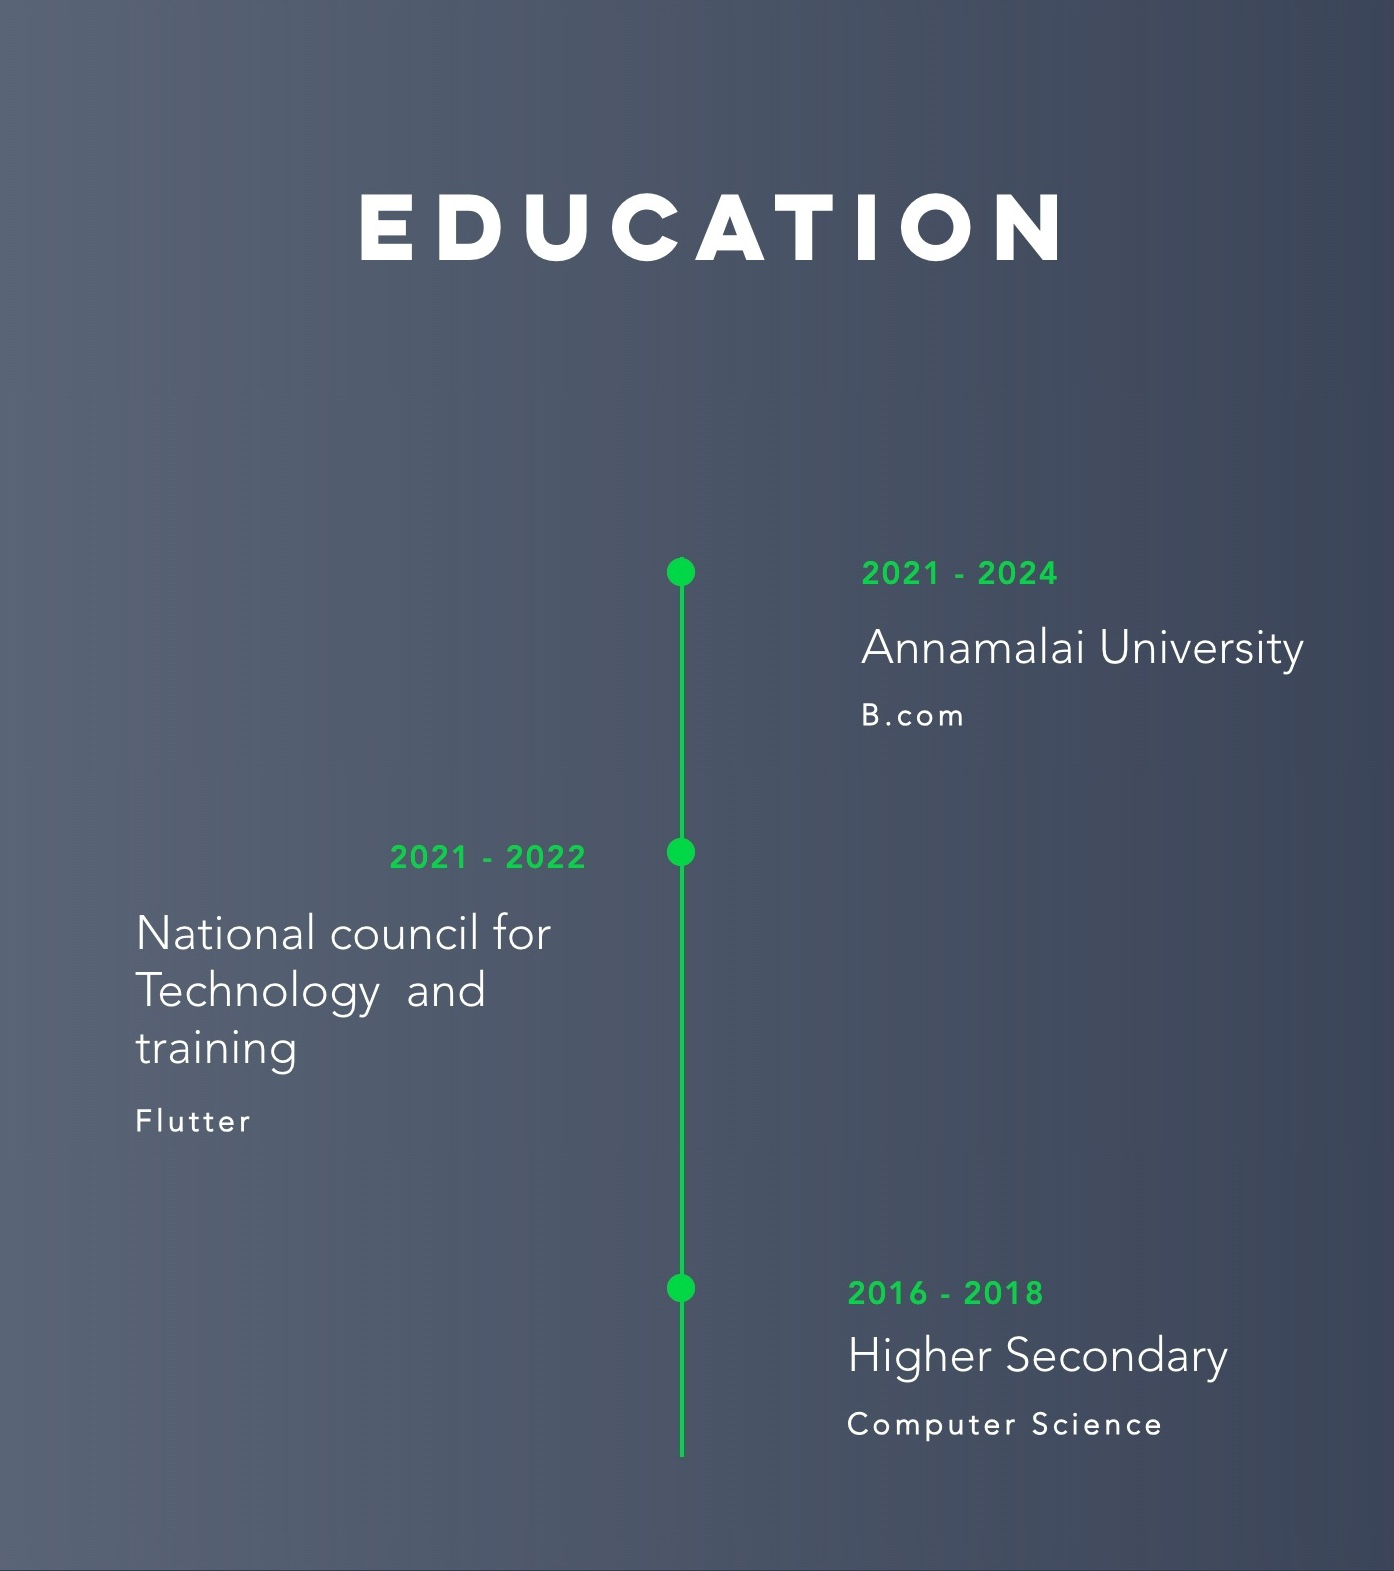 EDUCATION
2021 - 2024
Annamalai University
B.com
2021 - 2022
National council for
Technology  and
training
Flutter
2016 - 2018
Higher Secondary
Computer Science